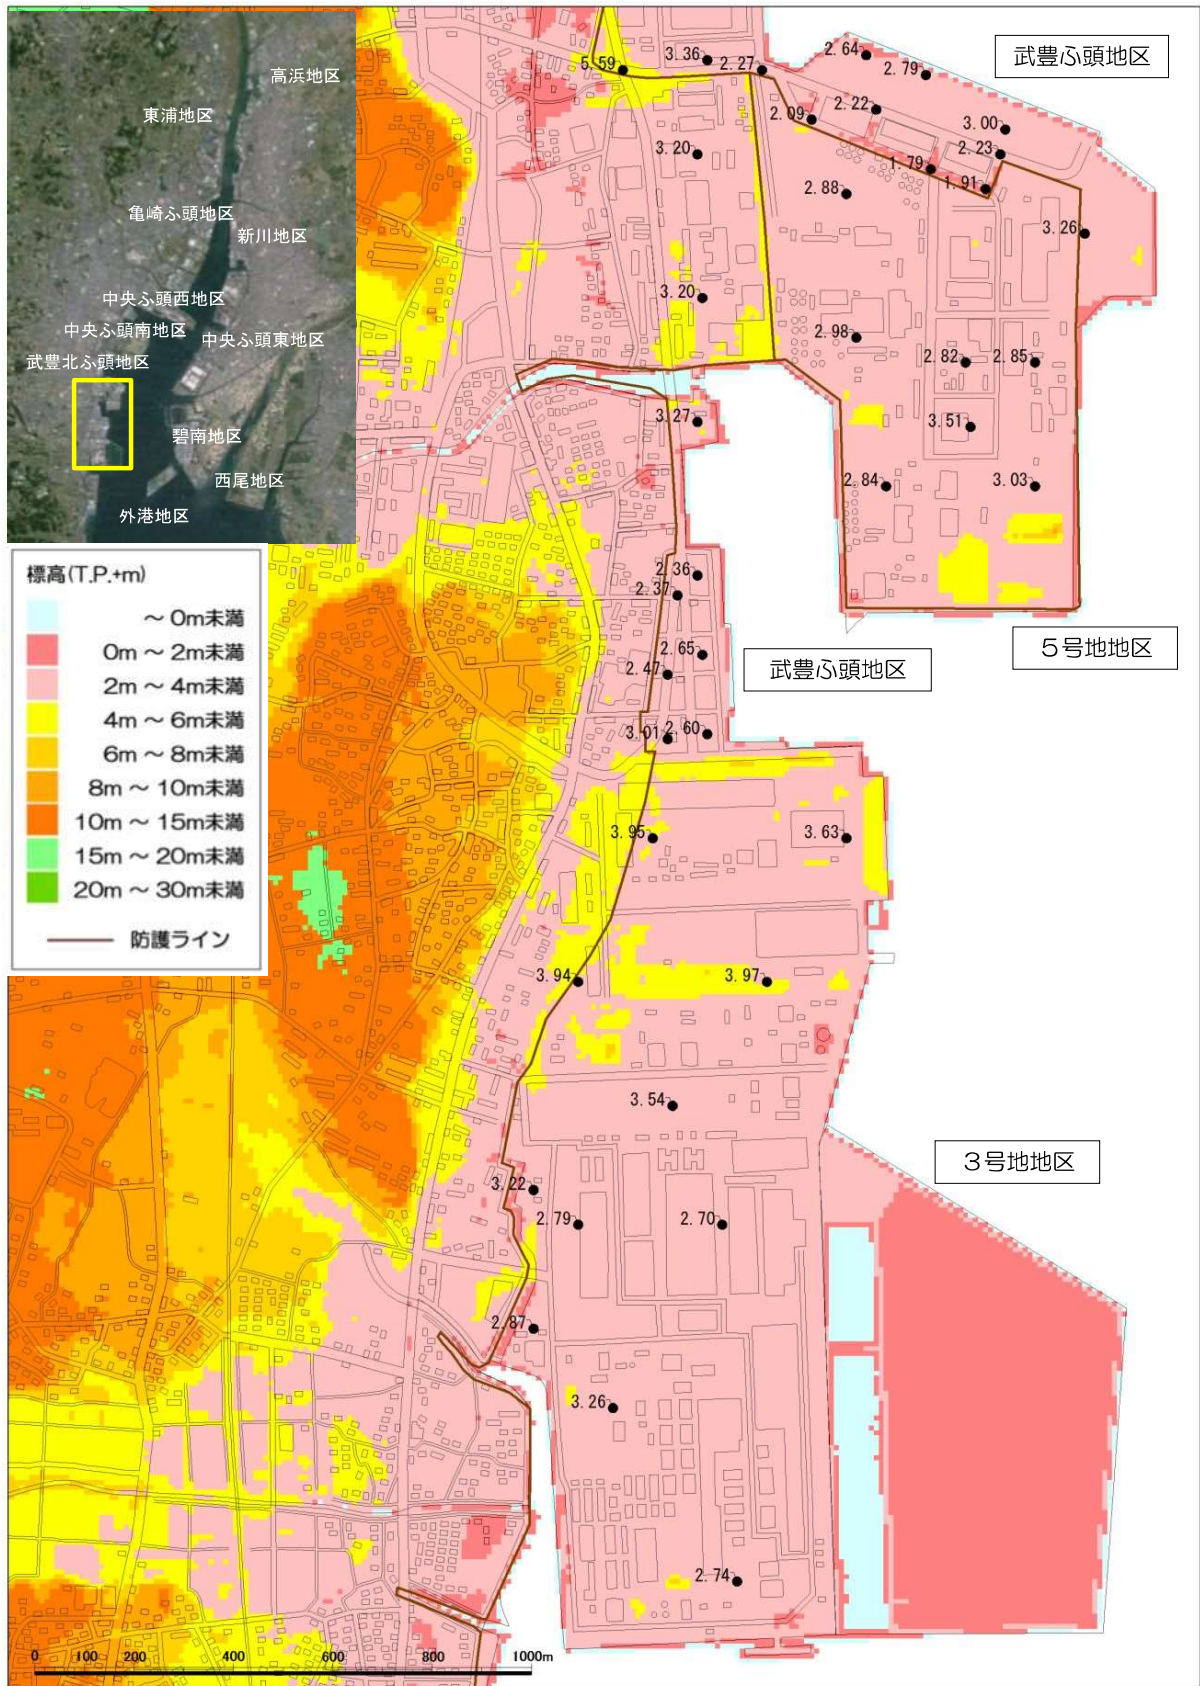 高浜地区
東浦地区
亀崎ふ頭地区
新川地区
中央ふ頭西地区
中央ふ頭南地区
中央ふ頭東地区
武豊北ふ頭地区
碧南地区
西尾地区
外港地区
標高(T.P.+m)
～ 0m未満
0m ～ 2m未満
2m ～ 4m未満
4m ～ 6m未満
6m ～ 8m未満
8m ～ 10m未満
10m ～ 15m未満
15m ～ 20m未満
20m ～ 30m未満
防護ライン
武豊ふ頭地区
5.59
3.36
2.27
2.64
2.79
2.09
2.22
3.00
2.23
3.20
1.79
1.91
2.88
3.26
3.20
2.98
2.82
2.85
3.27
3.51
2.84
3.03
2.36
2.37
5号地地区
2.65
2.47
武豊ふ頭地区
3.01
2.60
3.95
3.63
3.94
3.97
3.54
3号地地区
3.22
2.79
2.70
2.87
3.26
2.74
0 100 200 400 600 800 1000m